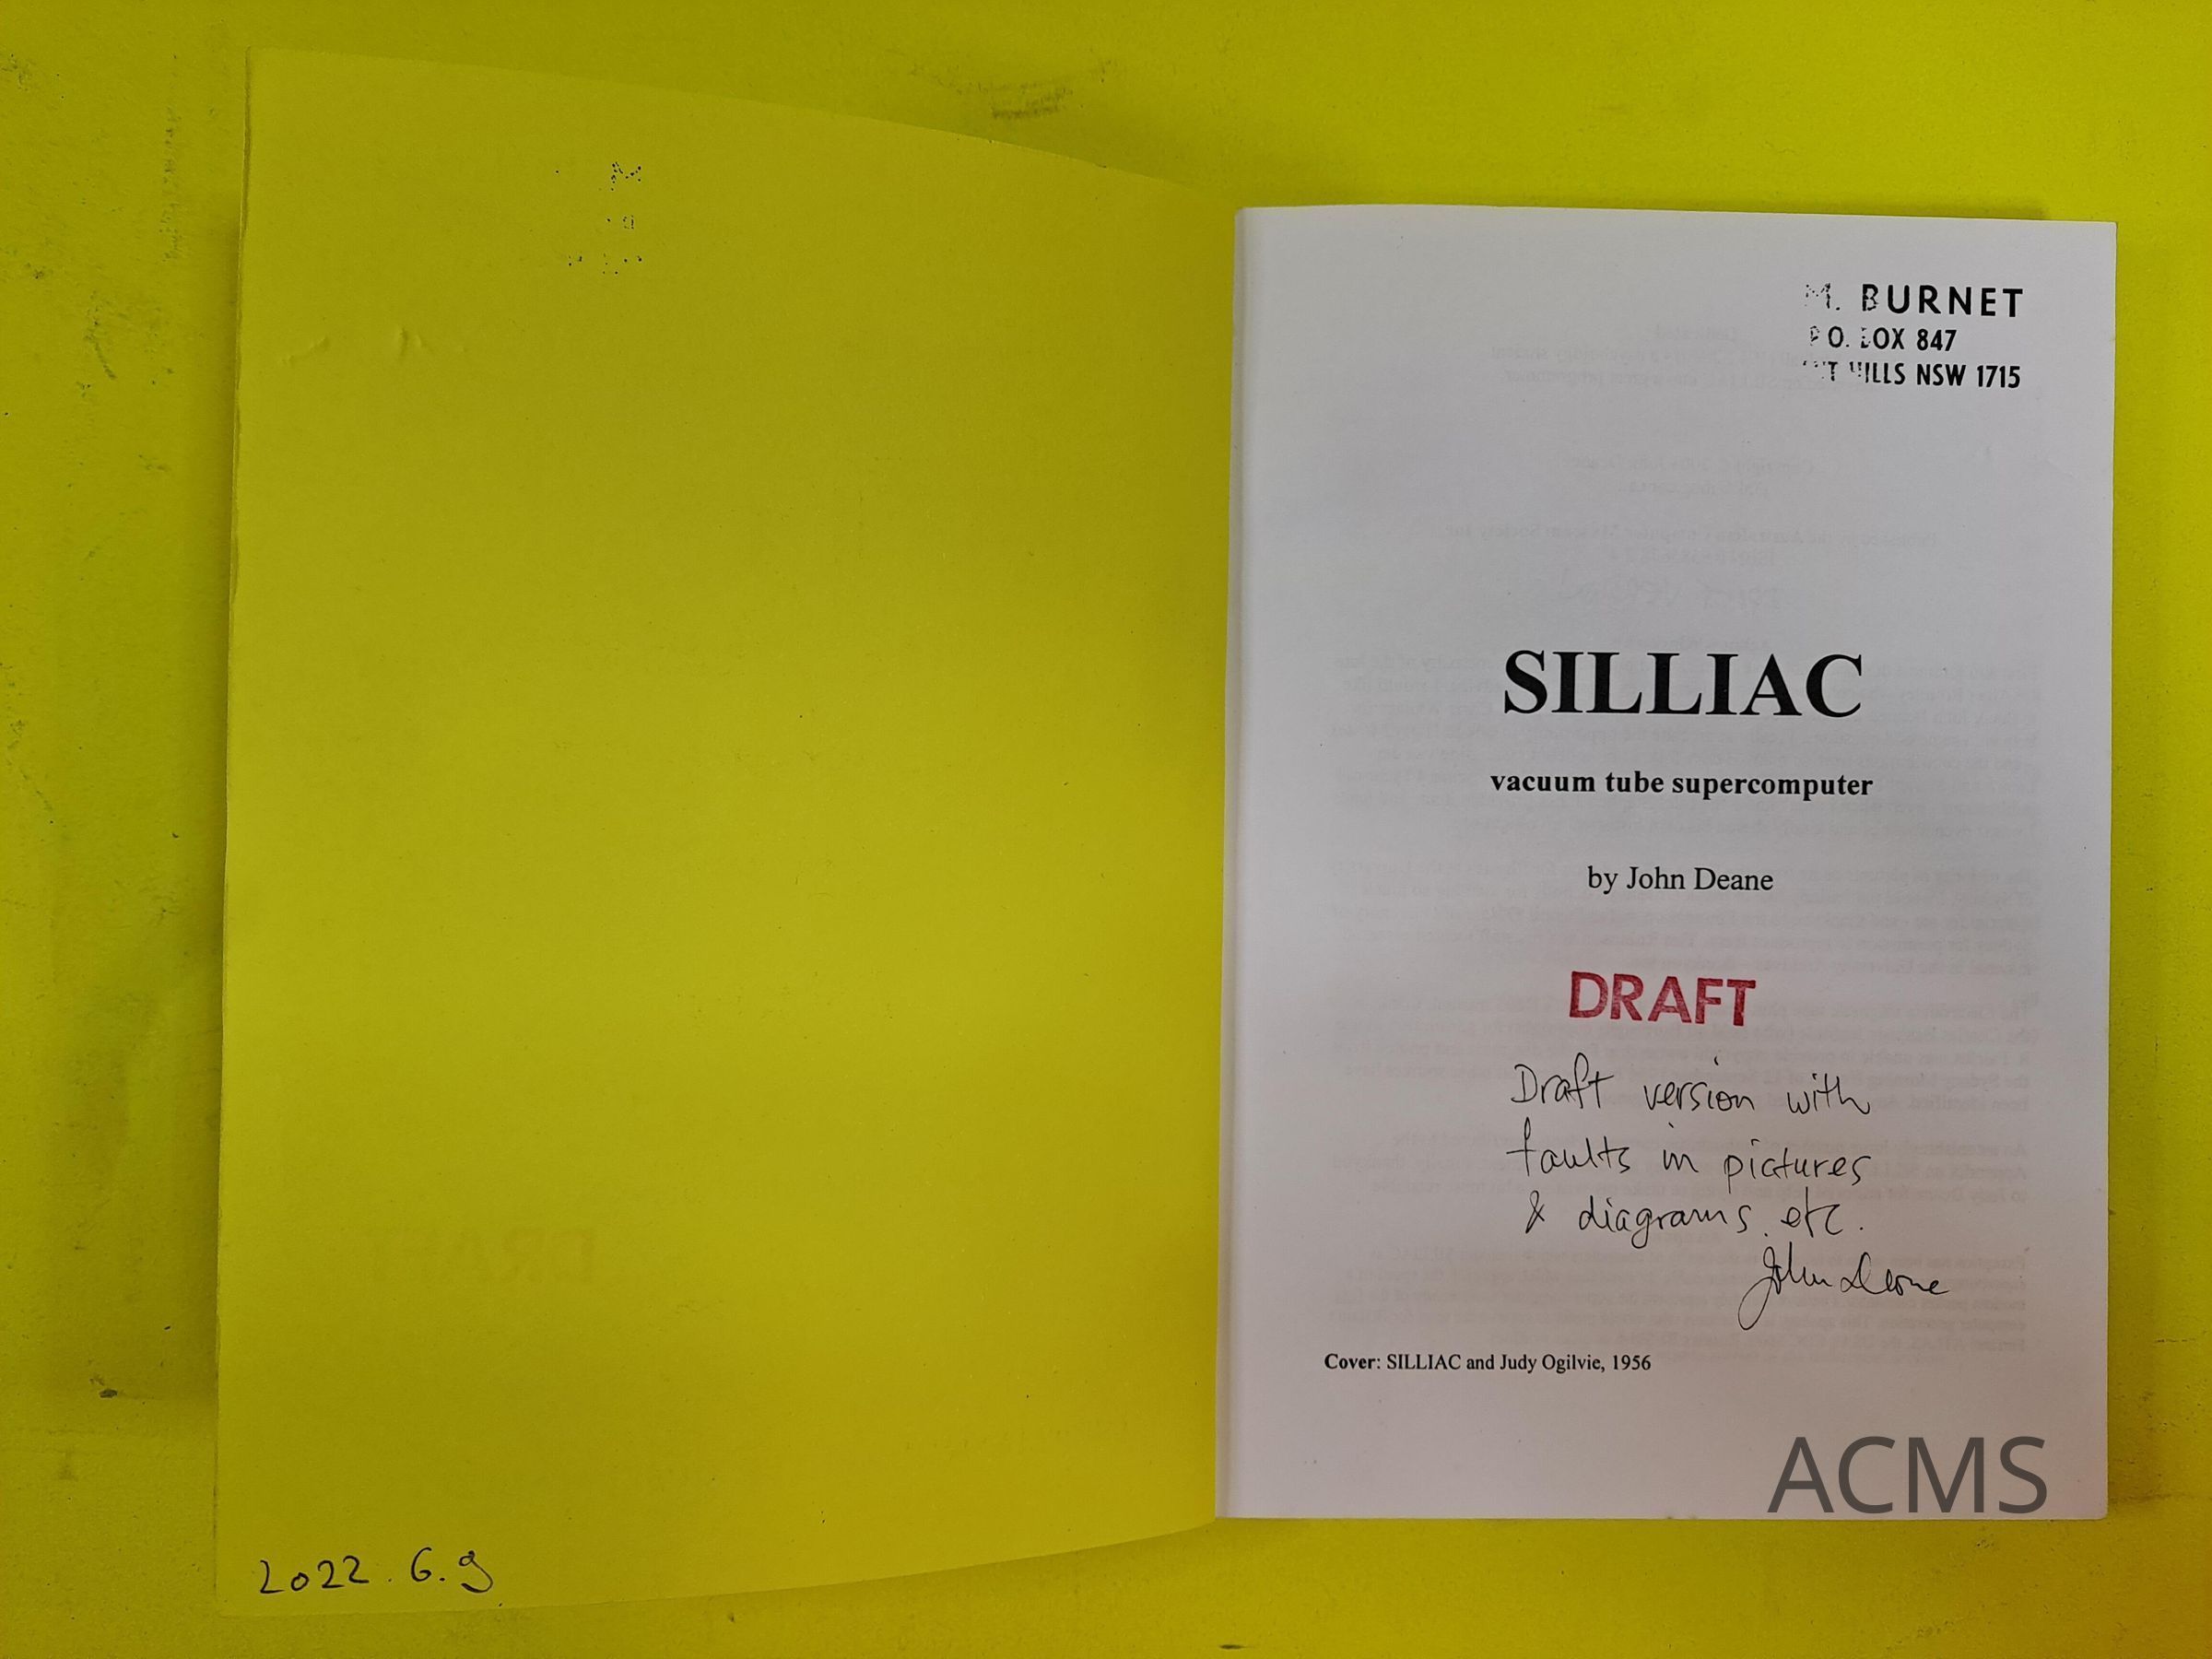 2022.6.9
M. BURNET
P.O. BOX 847
HILLS NSW 1715
SILLIAC
vacuum tube supercomputer
by John Deane
DRAFT
Draft version with
faults in pictures
& diagrams etc.
John Deane
Cover: SILLIAC and Judy Ogilvie, 1956
ACMS